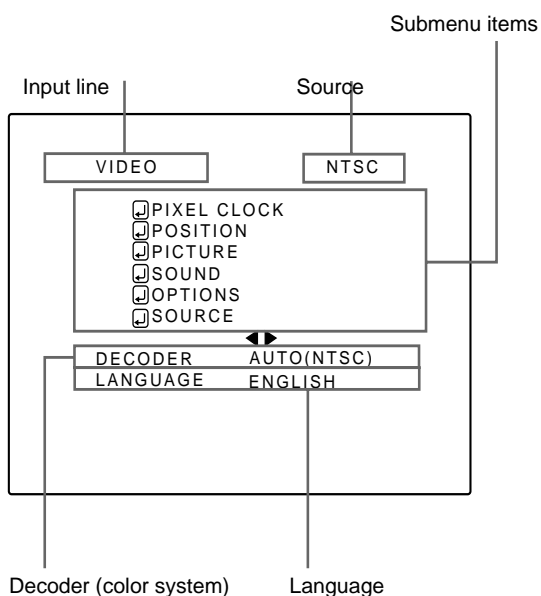 Submenu items
Input line Source
VIDEO NTSC
PIXEL CLOCK
POSITION
PICTURE
SOUND
OPTIONS
SOURCE
DECODER AUTO(NTSC)
LANGUAGE ENGLISH
Decoder (color system) Language